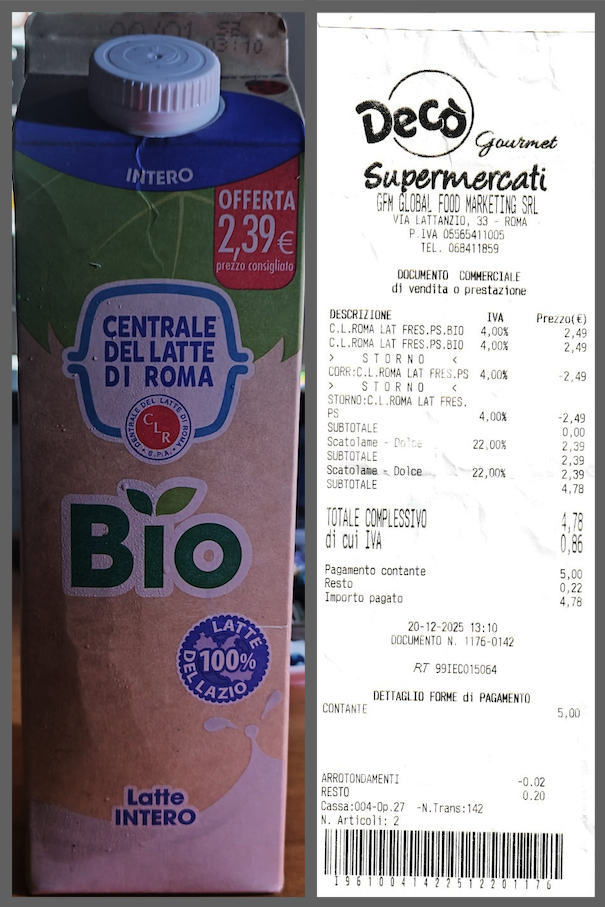 03:10
INTERO
OFFERTA
2,39€
prezzo consigliato
CENTRALE
DEL LATTE
DI ROMA
CENTRALE DEL LATTE DI ROMA
CLR
S.P.A.
Bio
LATTE
100%
DEL LAZIO
Latte
INTERO
Decò
Gourmet
Supermercati
GFM GLOBAL FOOD MARKETING SRL
VIA LATTANZIO, 33 - ROMA
P.IVA 05565411005
TEL. 068411859
DOCUMENTO COMMERCIALE
di vendita o prestazione
DESCRIZIONE IVA Prezzo(€)
C.L.ROMA LAT FRES.PS.BIO 4,00% 2,49
C.L.ROMA LAT FRES.PS.BIO 4,00% 2,49
> S T O R N O <
CORR:C.L.ROMA LAT FRES.PS 4,00% -2,49
> S T O R N O <
STORNO:C.L.ROMA LAT FRES.
PS 4,00% -2,49
SUBTOTALE 0,00
Scatolame - Dolce 22,00% 2,39
SUBTOTALE 2,39
Scatolame - Dolce 22,00% 2,39
SUBTOTALE 4,78
TOTALE COMPLESSIVO 4,78
di cui IVA 0,86
Pagamento contante 5,00
Resto 0,22
Importo pagato 4,78
20-12-2025 13:10
DOCUMENTO N. 1176-0142
RT 99IEC015064
DETTAGLIO FORME di PAGAMENTO
CONTANTE 5,00
ARROTONDAMENTI -0.02
RESTO 0.20
Cassa:004-Op.27 -N.Trans:142
N. Articoli: 2
I9610041422512201176